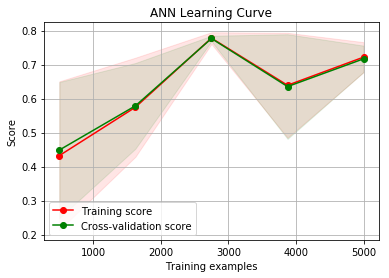 ANN Learning Curve
0.8
0.7
0.6
0.5
0.4
0.3
0.2
Score
Training score
Cross-validation score
1000 2000 3000 4000 5000
Training examples